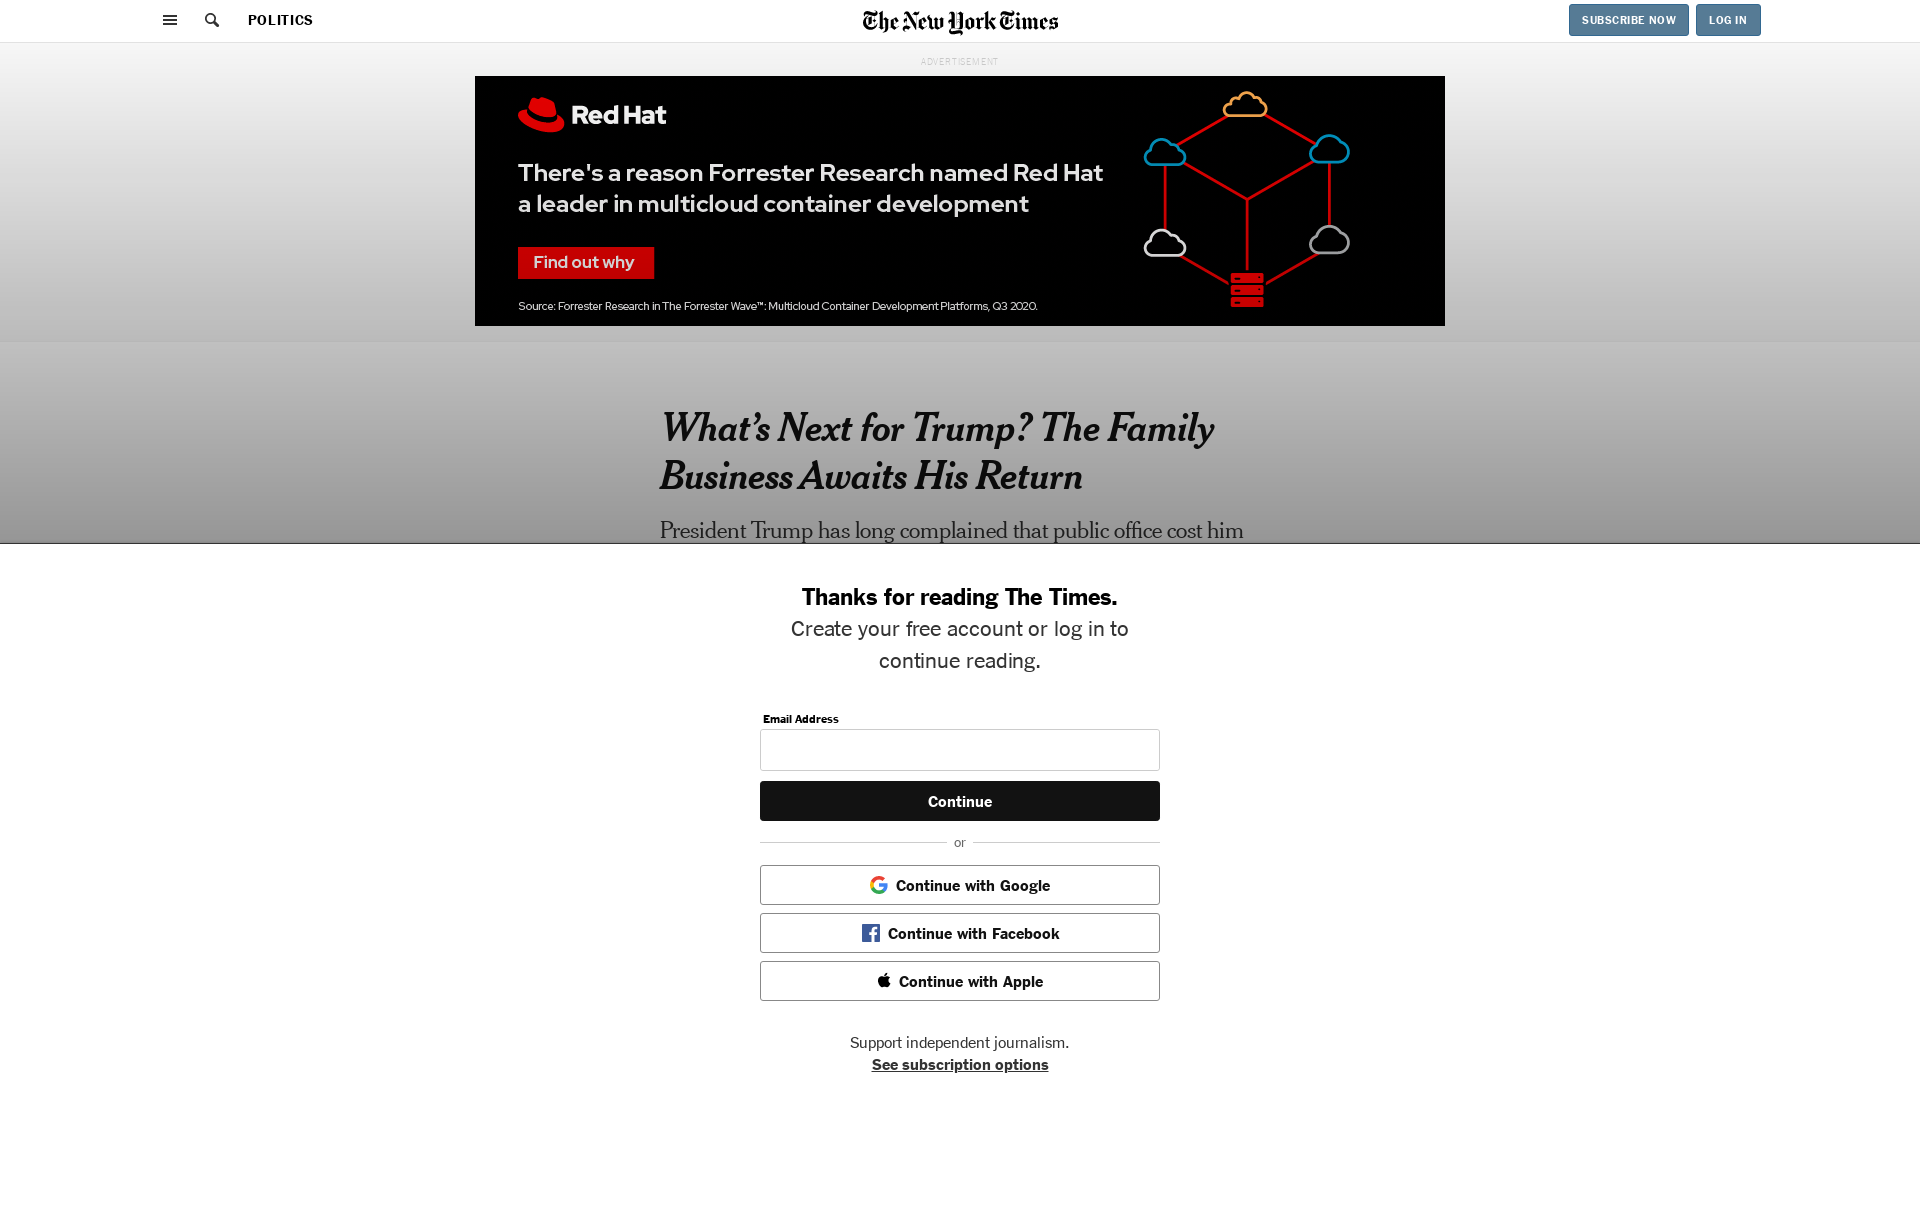 POLITICS
The New York Times
SUBSCRIBE NOW
LOG IN
ADVERTISEMENT
Red Hat
There's a reason Forrester Research named Red Hat
a leader in multicloud container development
Find out why
Source: Forrester Research in The Forrester Wave™: Multicloud Container Development Platforms, Q3 2020.
What's Next for Trump? The Family
Business Awaits His Return
President Trump has long complained that public office cost him
Thanks for reading The Times.
Create your free account or log in to
continue reading.
Email Address
Continue
or
Continue with Google
Continue with Facebook
Continue with Apple
Support independent journalism.
See subscription options